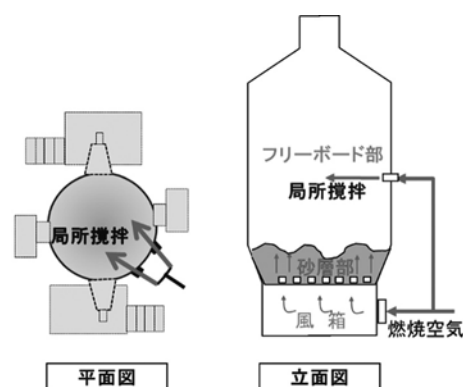 局所撹拌
平面図
フリーボード部
局所撹拌
砂層部
風 箱
燃焼空気
立面図